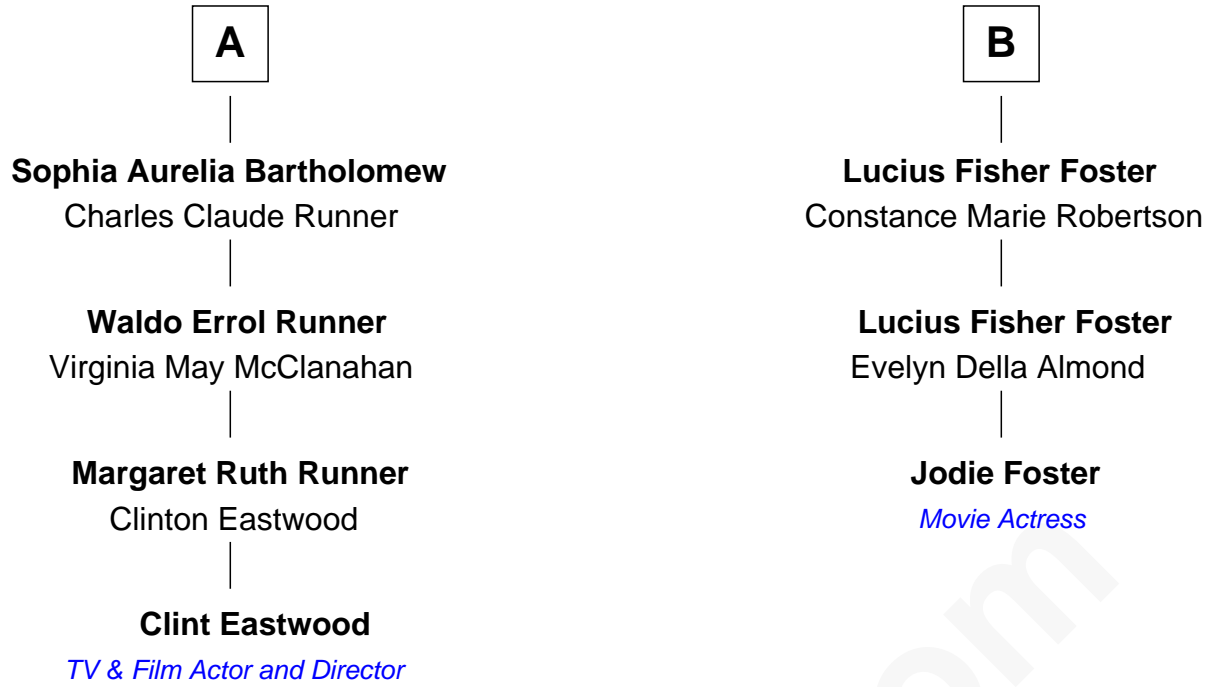 A
Sophia Aurelia Bartholomew
Charles Claude Runner
Waldo Errol Runner
Virginia May McClanahan
Margaret Ruth Runner
Clinton Eastwood
Clint Eastwood
TV & Film Actor and Director
B
Lucius Fisher Foster
Constance Marie Robertson
Lucius Fisher Foster
Evelyn Della Almond
Jodie Foster
Movie Actress
om